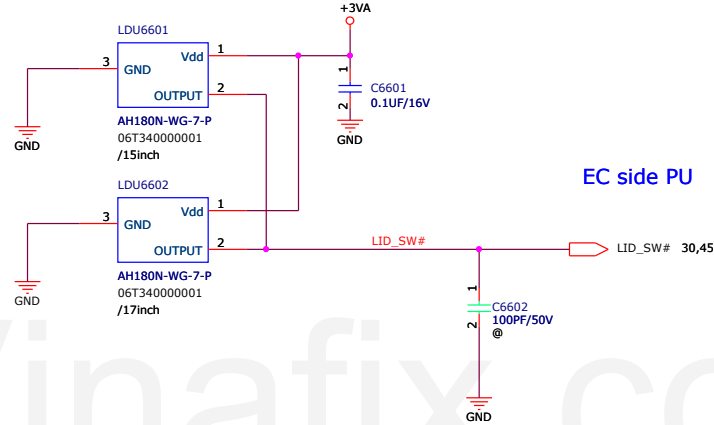 +3VA
LDU6601
3
GND
Vdd
1
OUTPUT
2
AH180N-WG-7-P
06T340000001
/15inch
GND
1
2
C6601
0.1UF/16V
GND
EC side PU
LDU6602
3
GND
Vdd
1
OUTPUT
2
AH180N-WG-7-P
06T340000001
/17inch
GND
LID_SW#
LID_SW# 30,45
1
2
C6602
100PF/50V
@
GND
Vinafix.co